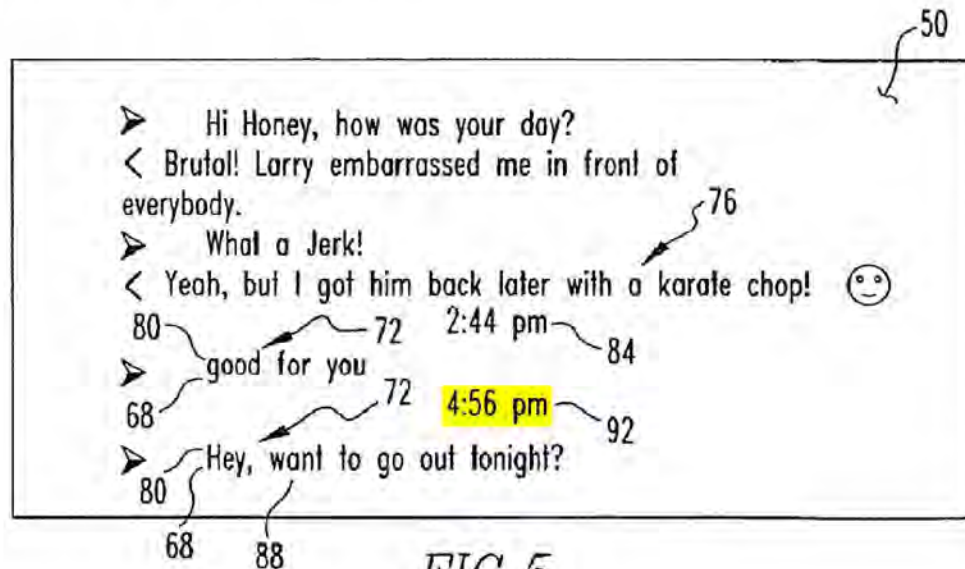 50
➢ Hi Honey, how was your day?
< Brutal! Larry embarrassed me in front of
everybody.
76
➢ What a Jerk!
< Yeah, but I got him back later with a karate chop!
80 72 2:44 pm 84
➢ good for you
68 72 4:56 pm 92
➢ Hey, want to go out tonight?
80
68 88
FIG. 5